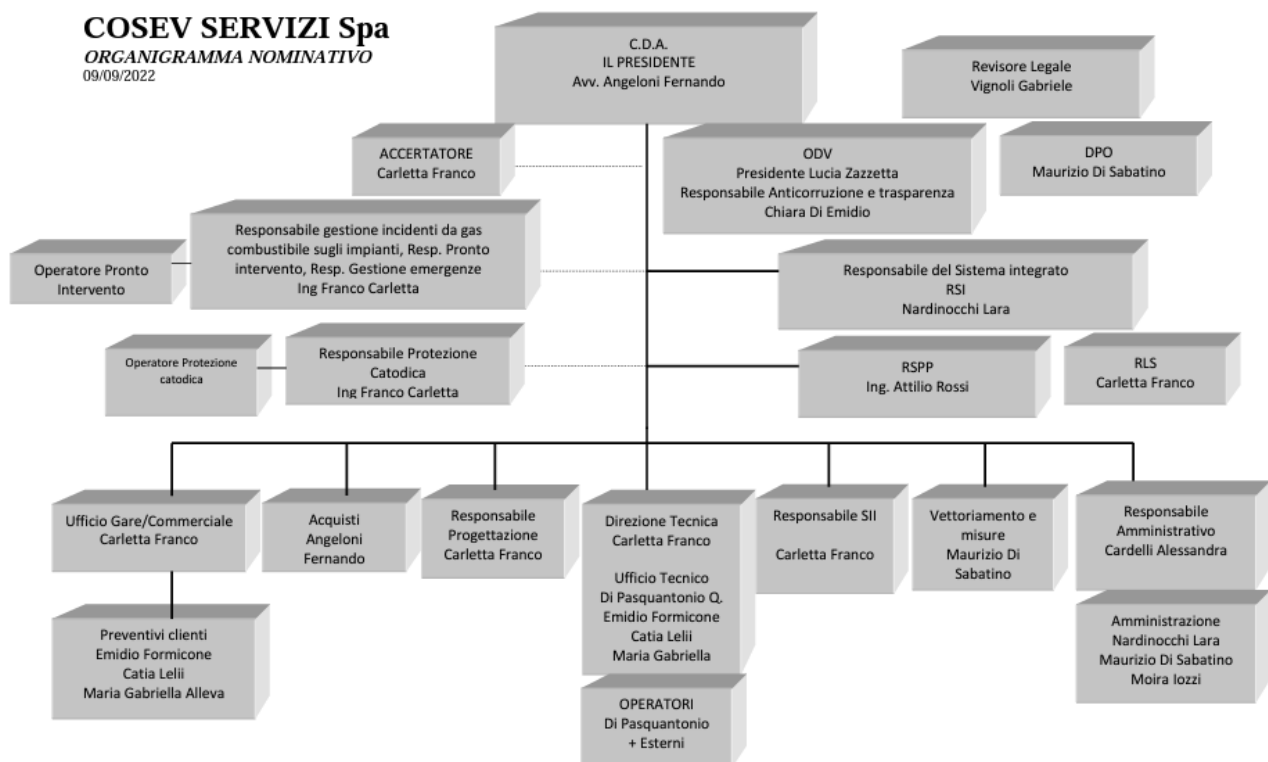 COSEV SERVIZI Spa
ORGANIGRAMMA NOMINATIVO
09/09/2022
C.D.A.
IL PRESIDENTE
Avv. Angeloni Fernando
Revisore Legale
Vignoli Gabriele
ACCERTATORE
Carletta Franco
ODV
Presidente Lucia Zazzetta
Responsabile Anticorruzione e trasparenza
Chiara Di Emidio
DPO
Maurizio Di Sabatino
Operatore Pronto
Intervento
Responsabile gestione incidenti da gas
combustibile sugli impianti, Resp. Pronto
intervento, Resp. Gestione emergenze
Ing Franco Carletta
Responsabile del Sistema integrato
RSI
Nardinocchi Lara
Operatore Protezione
catodica
Responsabile Protezione
Catodica
Ing Franco Carletta
RSPP
Ing. Attilio Rossi
RLS
Carletta Franco
Ufficio Gare/Commerciale
Carletta Franco
Acquisti
Angeloni
Fernando
Responsabile
Progettazione
Carletta Franco
Direzione Tecnica
Carletta Franco
Ufficio Tecnico
Di Pasquantonio Q.
Emidio Formicone
Catia Lelii
Maria Gabriella
Responsabile SII
Carletta Franco
Vettoriamento e
misure
Maurizio Di
Sabatino
Responsabile
Amministrativo
Cardelli Alessandra
Preventivi clienti
Emidio Formicone
Catia Lelii
Maria Gabriella Alleva
OPERATORI
Di Pasquantonio
+ Esterni
Amministrazione
Nardinocchi Lara
Maurizio Di Sabatino
Moira Iozzi